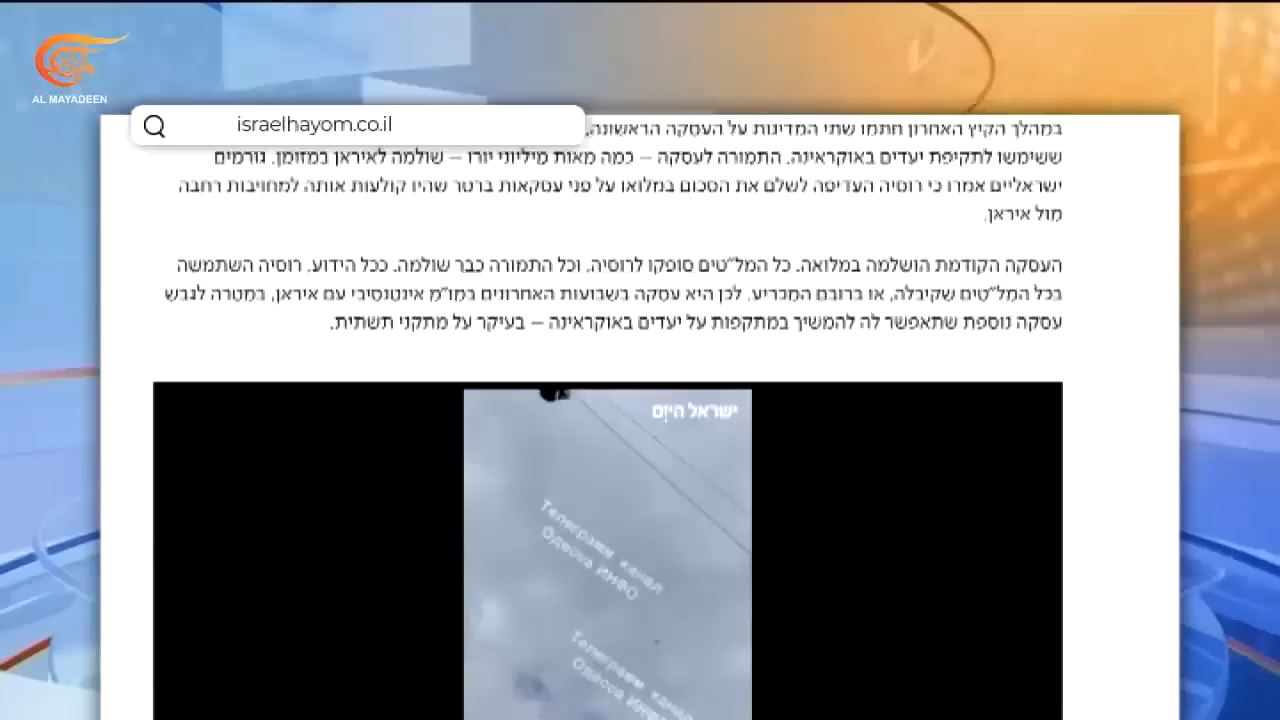 AL MAYADEEN
israelhayom.co.il
במהלך הקיץ האחרון חתמו שתי המדינות על העסקה הראשונה,
ששימשו לתקיפת יעדים באוקראינה. התמורה לעסקה – כמה מאות מיליוני יורו – שולמה לאיראן במזומן. גורמים
ישראליים אמרו כי רוסיה העדיפה לשלם את הסכום במלואו על פני עסקאות ברטר שהיו קולעות אותה למחויבות רחבה
מול איראן.
העסקה הקודמת הושלמה במלואה. כל המל"טים סופקו לרוסיה, וכל התמורה כבר שולמה. ככל הידוע, רוסיה השתמשה
בכל המל"טים שקיבלה, או ברובם המכריע. לכן היא עסקה בשבועות האחרונים במו"מ אינטנסיבי עם איראן, במטרה לגבש
עסקה נוספת שתאפשר לה להמשיך במתקפות על יעדים באוקראינה – בעיקר על מתקני תשתית.
ישראל היום
Телеграмм канал
Одесса ИНФО
Телеграмм канал
Одесса ИНФО